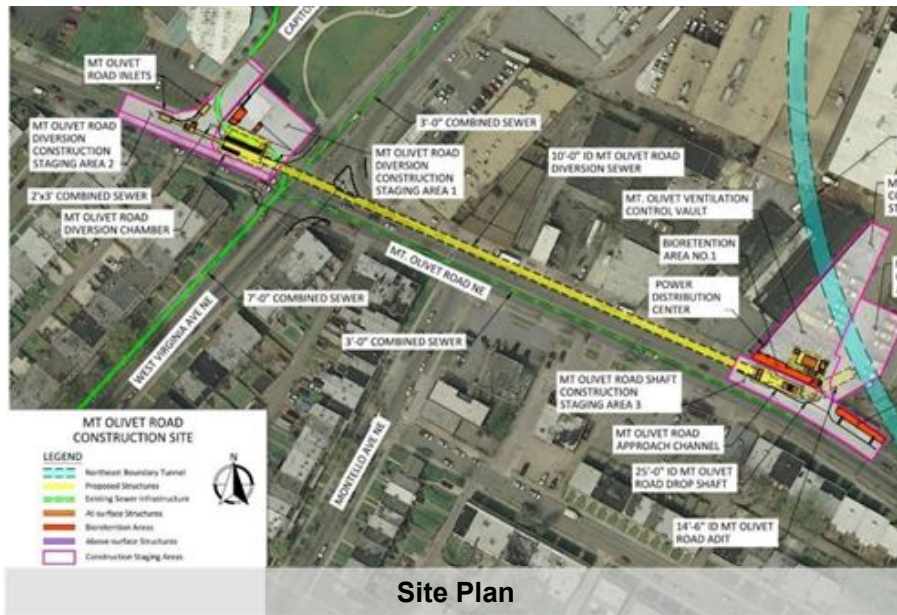 CAPITO
MT OLIVET
ROAD INLETS
MT OLIVET ROAD
DIVERSION
CONSTRUCTION
STAGING AREA 2
2'x3' COMBINED SEWER
MT OLIVET ROAD
DIVERSION CHAMBER
3'-0" COMBINED SEWER
MT OLIVET ROAD
DIVERSION
CONSTRUCTION
STAGING AREA 1
10'-0" ID MT OLIVET ROAD
DIVERSION SEWER
MT. OLIVET VENTILATION
CONTROL VAULT
BIORETENTION
AREA NO.1
POWER
DISTRIBUTION
CENTER
M
CO
ST
M
7'-0" COMBINED SEWER
WEST VIRGINIA AVE NE
MT. OLIVET ROAD NE
3'-0" COMBINED SEWER
MONTELLO AVE NE
MT OLIVET ROAD SHAFT
CONSTRUCTION
STAGING AREA 3
MT OLIVET ROAD
APPROACH CHANNEL
25'-0" ID MT OLIVET
ROAD DROP SHAFT
14'-6" ID MT OLIVET
ROAD ADIT
MT OLIVET ROAD
CONSTRUCTION SITE
LEGEND
N
Northeast Boundary Tunnel
Proposed Structures
Existing Sewer Infrastructure
At-surface Structures
Bioretention Areas
Above-surface Structures
Construction Staging Areas
Site Plan